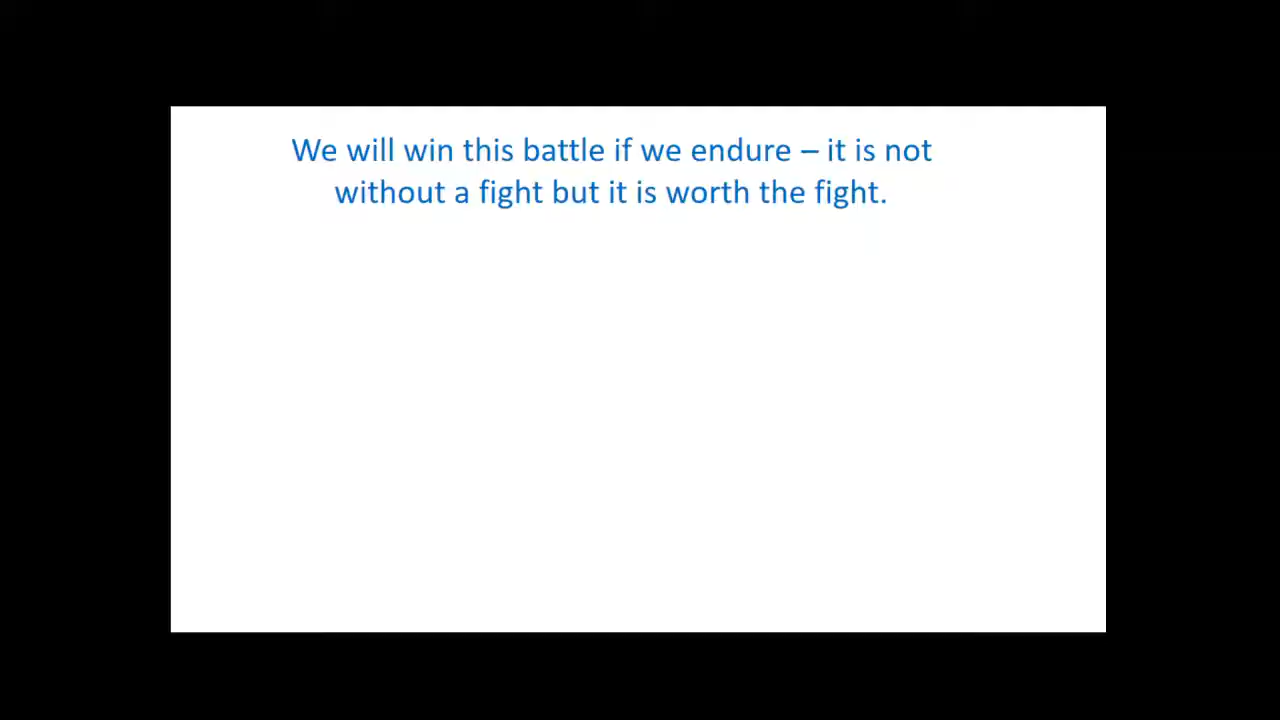 We will win this battle if we endure – it is not
without a fight but it is worth the fight.